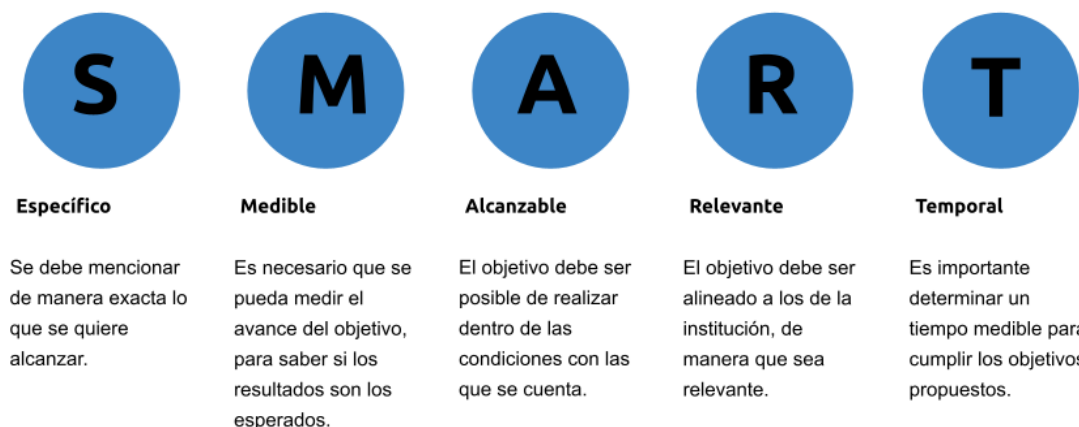 S
M
A
R
T
Específico
Se debe mencionar
de manera exacta lo
que se quiere
alcanzar.
Medible
Es necesario que se
pueda medir el
avance del objetivo,
para saber si los
resultados son los
esperados.
Alcanzable
El objetivo debe ser
posible de realizar
dentro de las
condiciones con las
que se cuenta.
Relevante
El objetivo debe ser
alineado a los de la
institución, de
manera que sea
relevante.
Temporal
Es importante
determinar un
tiempo medible para
cumplir los objetivos
propuestos.